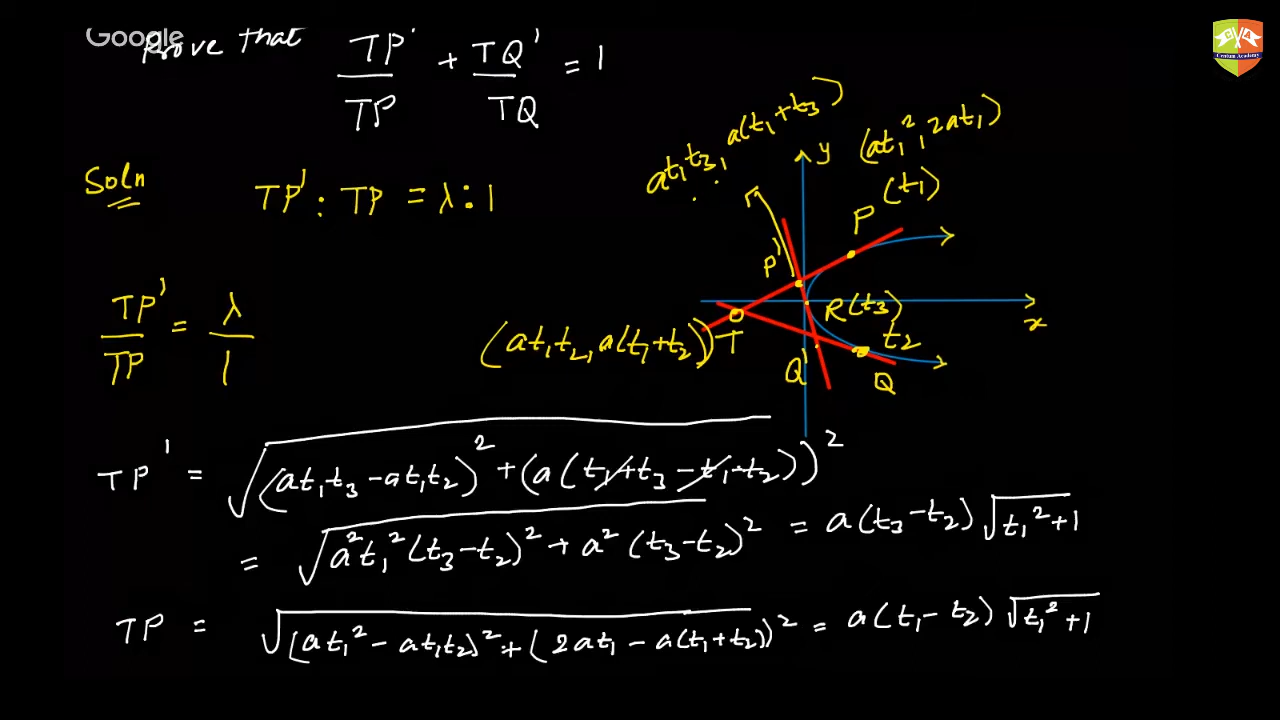 Google
Prove that TP'/TP + TQ'/TQ = 1
Soln
TP' : TP = λ : 1
TP'/TP = λ/1
at₁t₃, a(t₁+t₃)
y
(at₁², 2at₁)
(t₁)
P
P'
R(t₃)
x
(at₁t₂, a(t₁+t₂)) T
t₂
Q'
Q
TP' = √((at₁t₃ - at₁t₂)² + (a(t₁+t₃ - t₁-t₂))²
= √(a²t₁²(t₃-t₂)² + a²(t₃-t₂)² = a(t₃-t₂)√(t₁²+1)
TP = √((at₁² - at₁t₂)² + (2at₁ - a(t₁+t₂))² = a(t₁-t₂)√(t₁²+1)